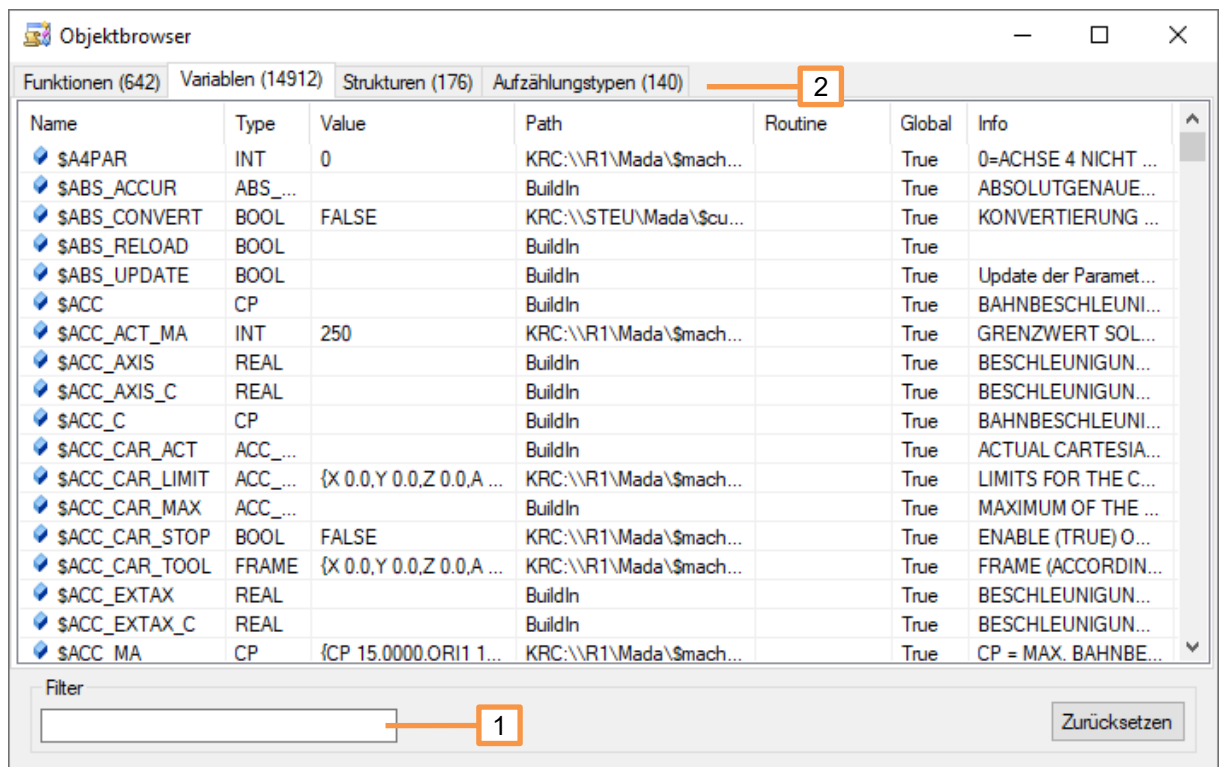 Objektbrowser
Funktionen (642) Variablen (14912) Strukturen (176) Aufzählungstypen (140) 2
Name Type Value Path Routine Global Info
$A4PAR INT 0 KRC:\\R1\Mada\$mach... True 0=ACHSE 4 NICHT ...
$ABS_ACCUR ABS_... BuildIn True ABSOLUTGENAUE...
$ABS_CONVERT BOOL FALSE KRC:\\STEU\Mada\$cu... True KONVERTIERUNG ...
$ABS_RELOAD BOOL BuildIn True
$ABS_UPDATE BOOL BuildIn True Update der Paramet...
$ACC CP BuildIn True BAHNBESCHLEUNI...
$ACC_ACT_MA INT 250 KRC:\\R1\Mada\$mach... True GRENZWERT SOL...
$ACC_AXIS REAL BuildIn True BESCHLEUNIGUN...
$ACC_AXIS_C REAL BuildIn True BESCHLEUNIGUN...
$ACC_C CP BuildIn True BAHNBESCHLEUNI...
$ACC_CAR_ACT ACC_... BuildIn True ACTUAL CARTESIA...
$ACC_CAR_LIMIT ACC_... {X 0.0,Y 0.0,Z 0.0,A ... KRC:\\R1\Mada\$mach... True LIMITS FOR THE C...
$ACC_CAR_MAX ACC_... BuildIn True MAXIMUM OF THE ...
$ACC_CAR_STOP BOOL FALSE KRC:\\R1\Mada\$mach... True ENABLE (TRUE) O...
$ACC_CAR_TOOL FRAME {X 0.0,Y 0.0,Z 0.0,A ... KRC:\\R1\Mada\$mach... True FRAME (ACCORDIN...
$ACC_EXTAX REAL BuildIn True BESCHLEUNIGUN...
$ACC_EXTAX_C REAL BuildIn True BESCHLEUNIGUN...
$ACC_MA CP {CP 15.0000,ORI1 1... KRC:\\R1\Mada\$mach... True CP = MAX. BAHNBE...
Filter
1 Zurücksetzen